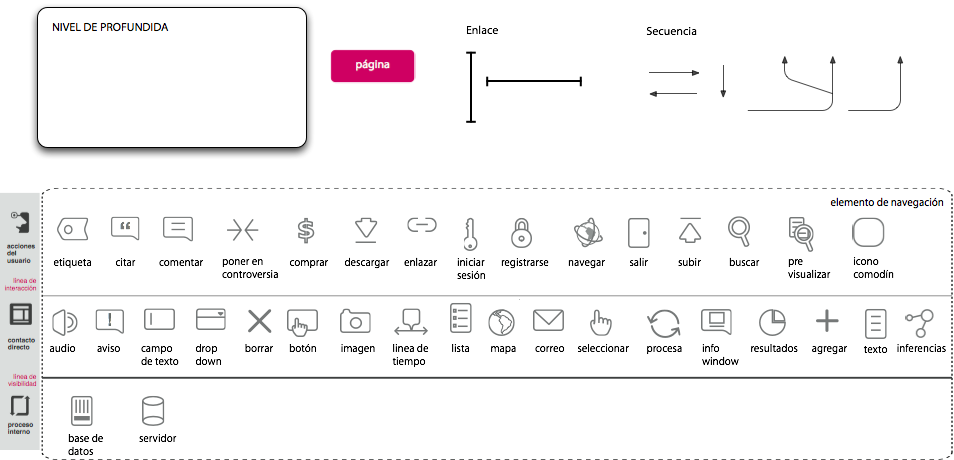 NIVEL DE PROFUNDIDA
página
Enlace
Secuencia
elemento de navegación
acciones
del
usuario
etiqueta
citar
comentar
poner en
controversia
comprar
descargar
enlazar
iniciar
sesión
registrarse
navegar
salir
subir
buscar
pre
visualizar
icono
comodín
línea de
interacción
contacto
directo
audio
aviso
campo
de texto
drop
down
borrar
botón
imagen
linea de
tiempo
lista
mapa
correo
seleccionar
procesa
info
window
resultados
agregar
texto
inferencias
línea de
visibilidad
proceso
interno
base de
datos
servidor